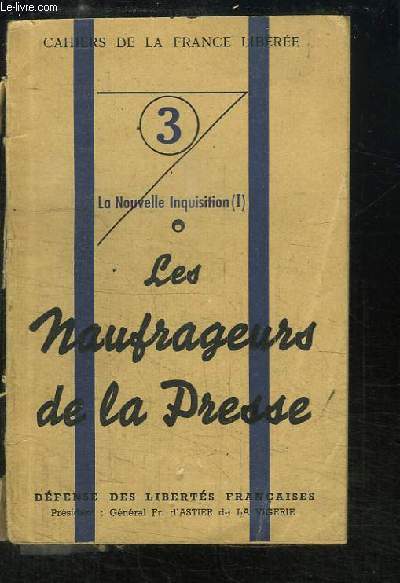 Le-livre.com
CAHIERS DE LA FRANCE LIBÉRÉE
3
La Nouvelle Inquisition (I)
Les
Naufrageurs
de la Presse
DÉFENSE DES LIBERTÉS FRANÇAISES
Président : Général Fr. d'ASTIER de LA VIGERIE